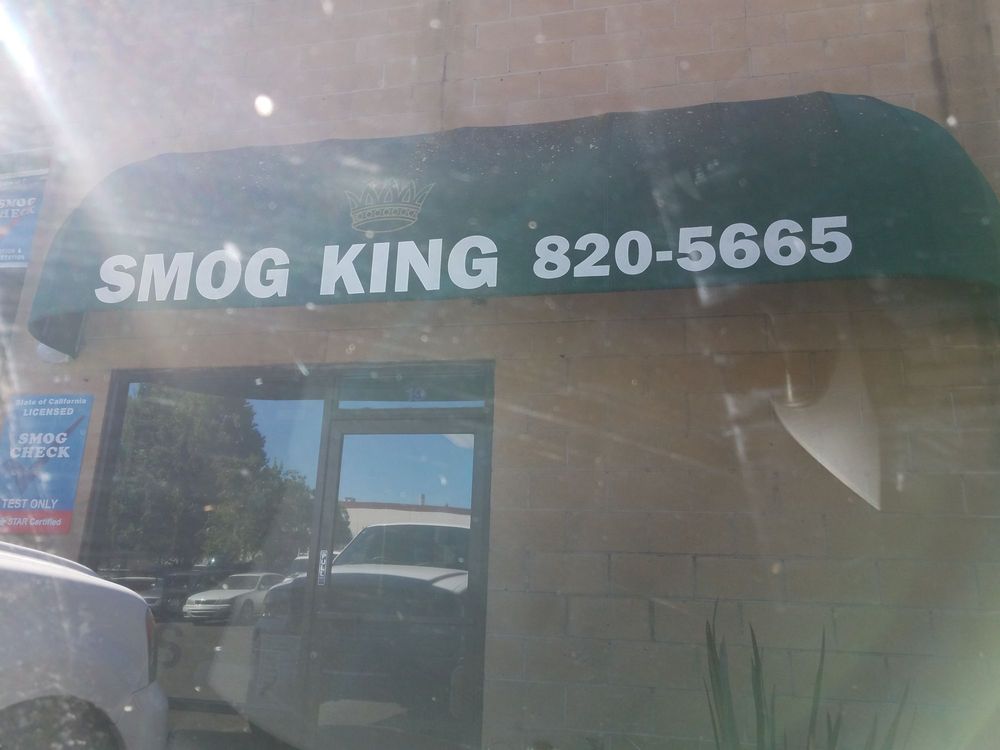 SMOG KING 820-5665
SMOG
CHECK
State of California
LICENSED
SMOG
CHECK
TEST ONLY
STAR Certified